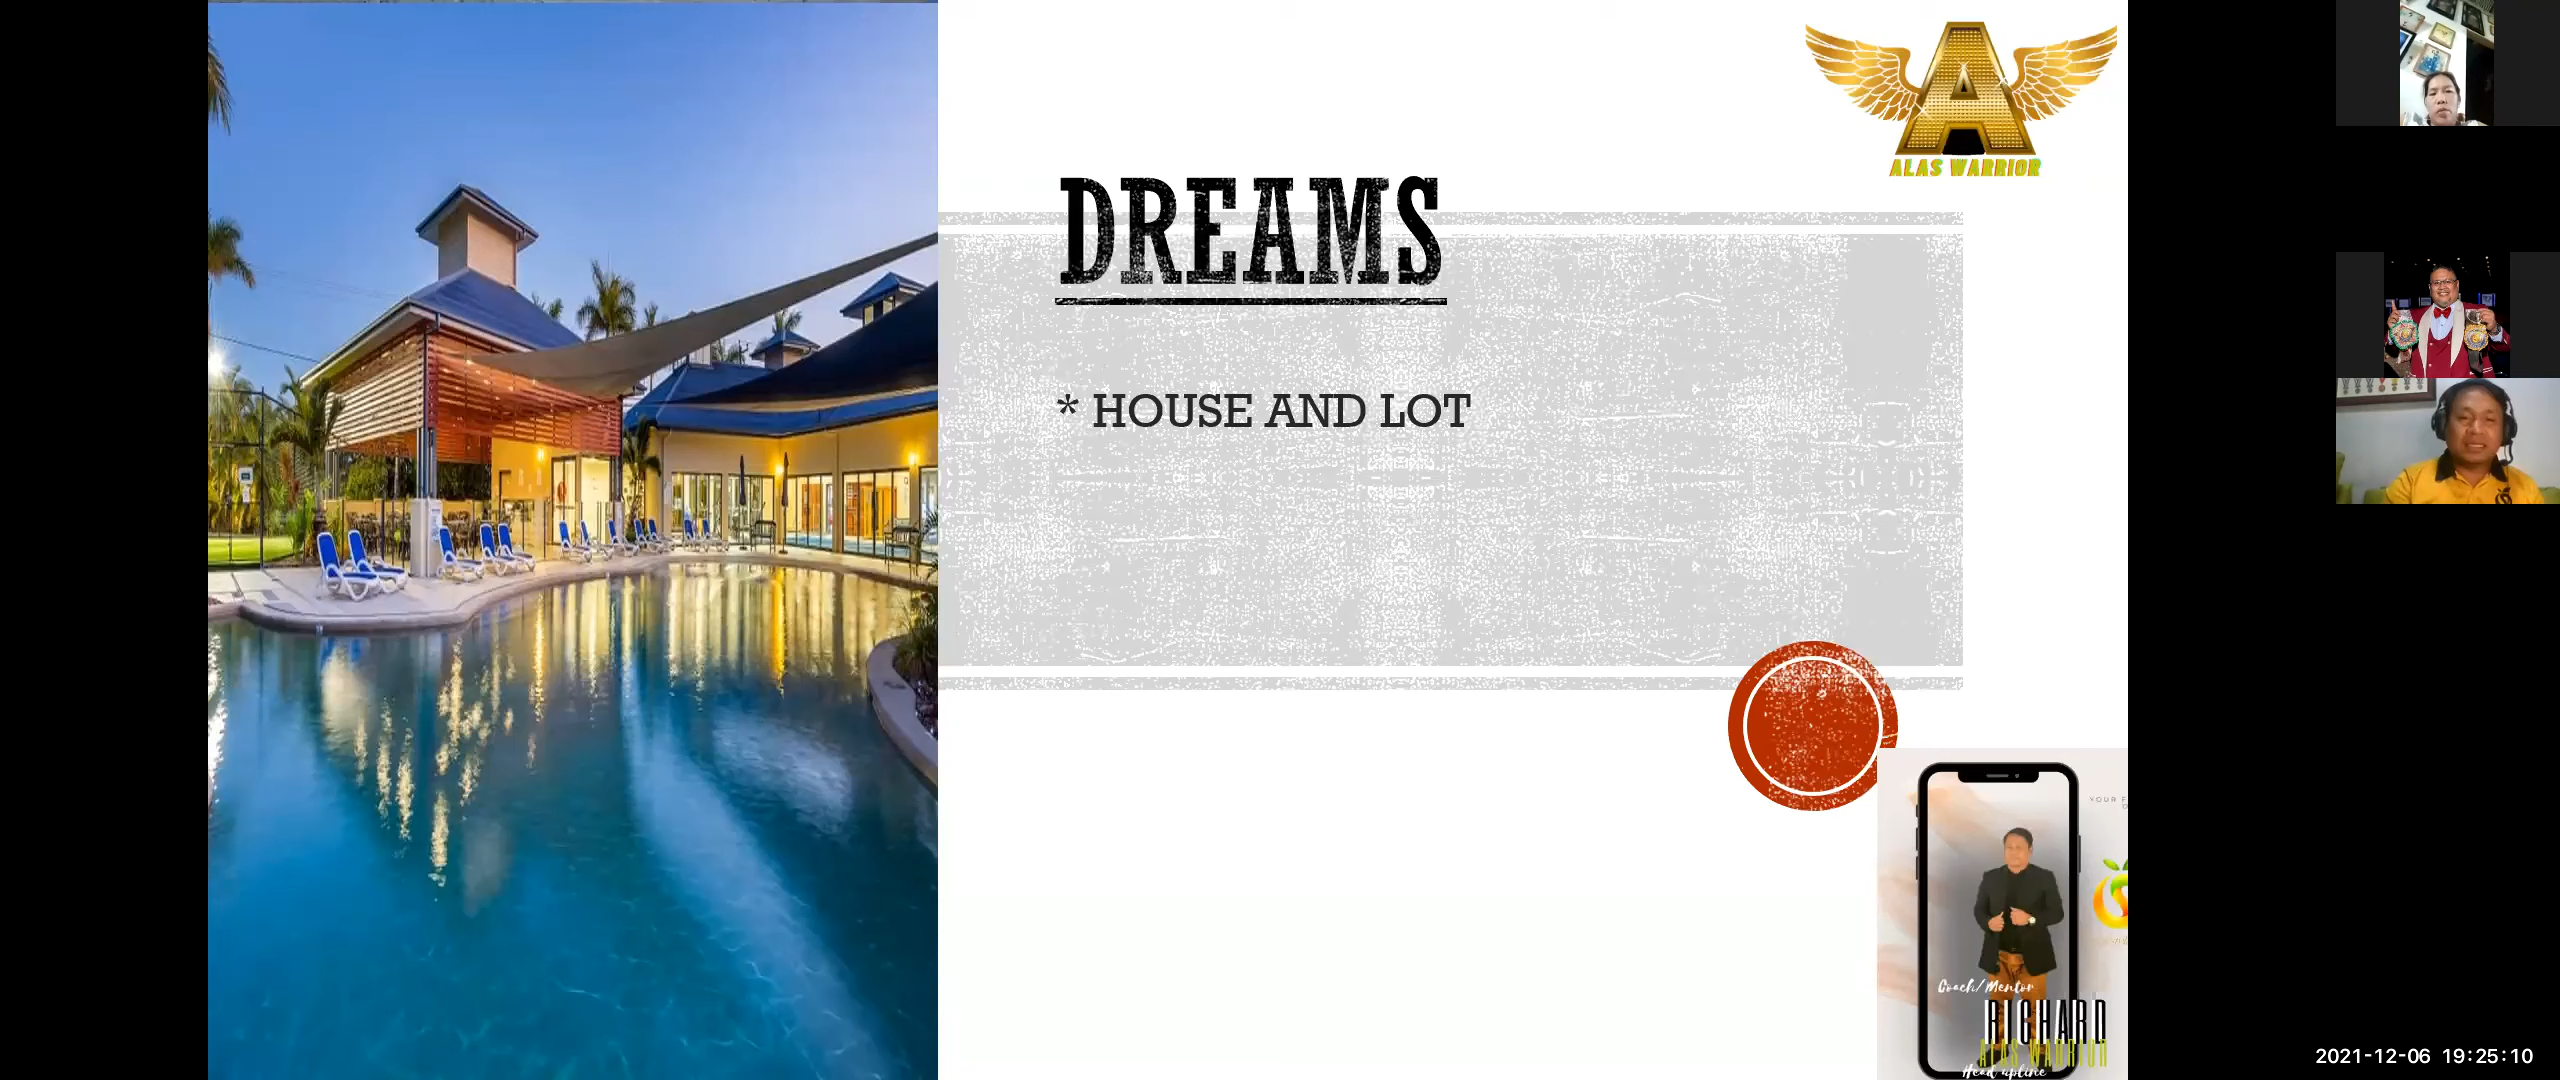 ALAS WARRIOR
DREAMS
* HOUSE AND LOT
YOUR F
Coach/Mentor
RICHARD
ALAS WARRIOR
Head upline
2021-12-06 19:25:10